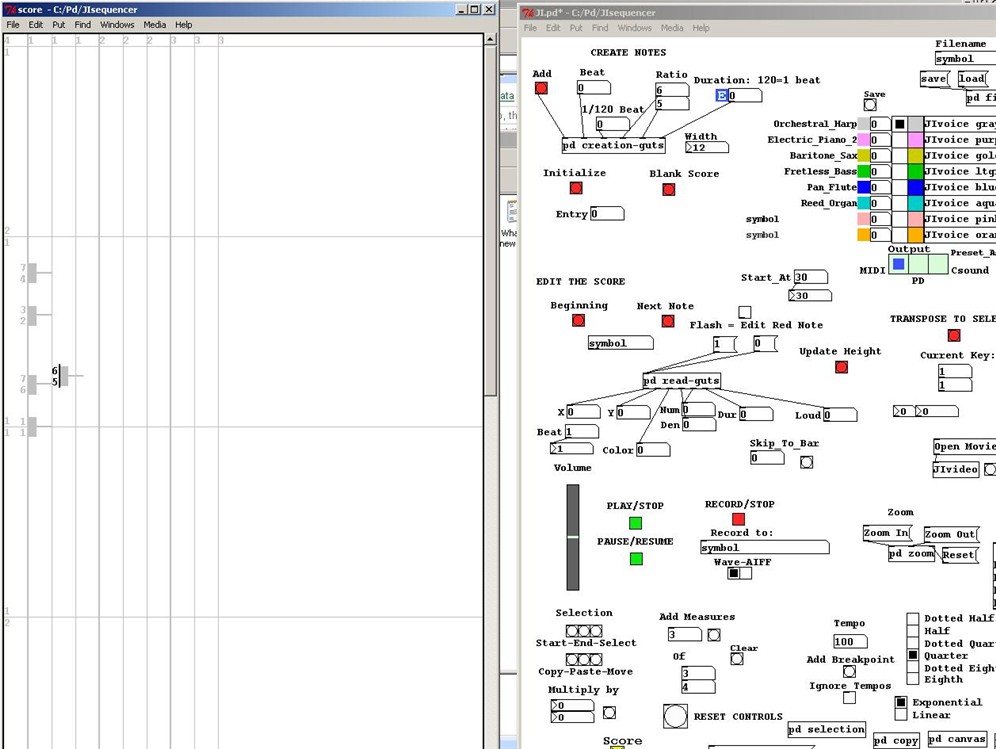 score - C:/Pd/JIsequencer
File Edit Put Find Windows Media Help
4 1 1 1 2 2 2 3 3 3
1
2
1
7
4
3
2
6
5
7
6
1 1
1 1
1
2
JI.pd* - C:/Pd/JIsequencer
File Edit Put Find Windows Media Help
CREATE NOTES
Filename
symbol
save load
pd fi
Add Beat Ratio Duration: 120=1 beat
0 6 E 0
5
1/120 Beat
0
pd creation-guts
Width
12
Save
Orchestral_Harp 0 JIvoice gra
Electric_Piano_2 0 JIvoice pur
Baritone_Sax 0 JIvoice gol
Fretless_Bass 0 JIvoice ltg
Pan_Flute 0 JIvoice blu
Reed_Organ 0 JIvoice aqu
symbol 0 JIvoice pin
symbol 0 JIvoice ora
Initialize Blank Score
Entry 0
Output
MIDI
PD
Csound
Preset_A
EDIT THE SCORE
Start_At 30
30
Beginning Next Note
symbol
Flash = Edit Red Note
1 0
Update Height
TRANSPOSE TO SELE
Current Key:
1
1
0 0
pd read-guts
X 0 Y 0 Num 0 Dur 0 Loud 0
Den 0
Beat 1
1
Color 0
Skip_To_Bar
0
Open Movie
JIvideo
Volume
PLAY/STOP
PAUSE/RESUME
RECORD/STOP
Record to:
symbol
Wave-AIFF
Zoom
Zoom In Zoom Out
pd zoom Reset
Selection
Start-End-Select
Copy-Paste-Move
Multiply by
0
0
Add Measures
3
Of
3
4
Clear
RESET CONTROLS
Score
Tempo
100
Add Breakpoint
Ignore Tempos
Dotted Half
Half
Dotted Quar
Quarter
Dotted Eigh
Eighth
Exponential
Linear
pd selection
pd copy pd canvas
ata
Wha
new